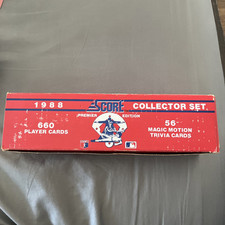 1988 SCORE COLLECTOR SET
PREMIER EDITION
660 56
PLAYER CARDS MAGIC MOTION
TRIVIA CARDS